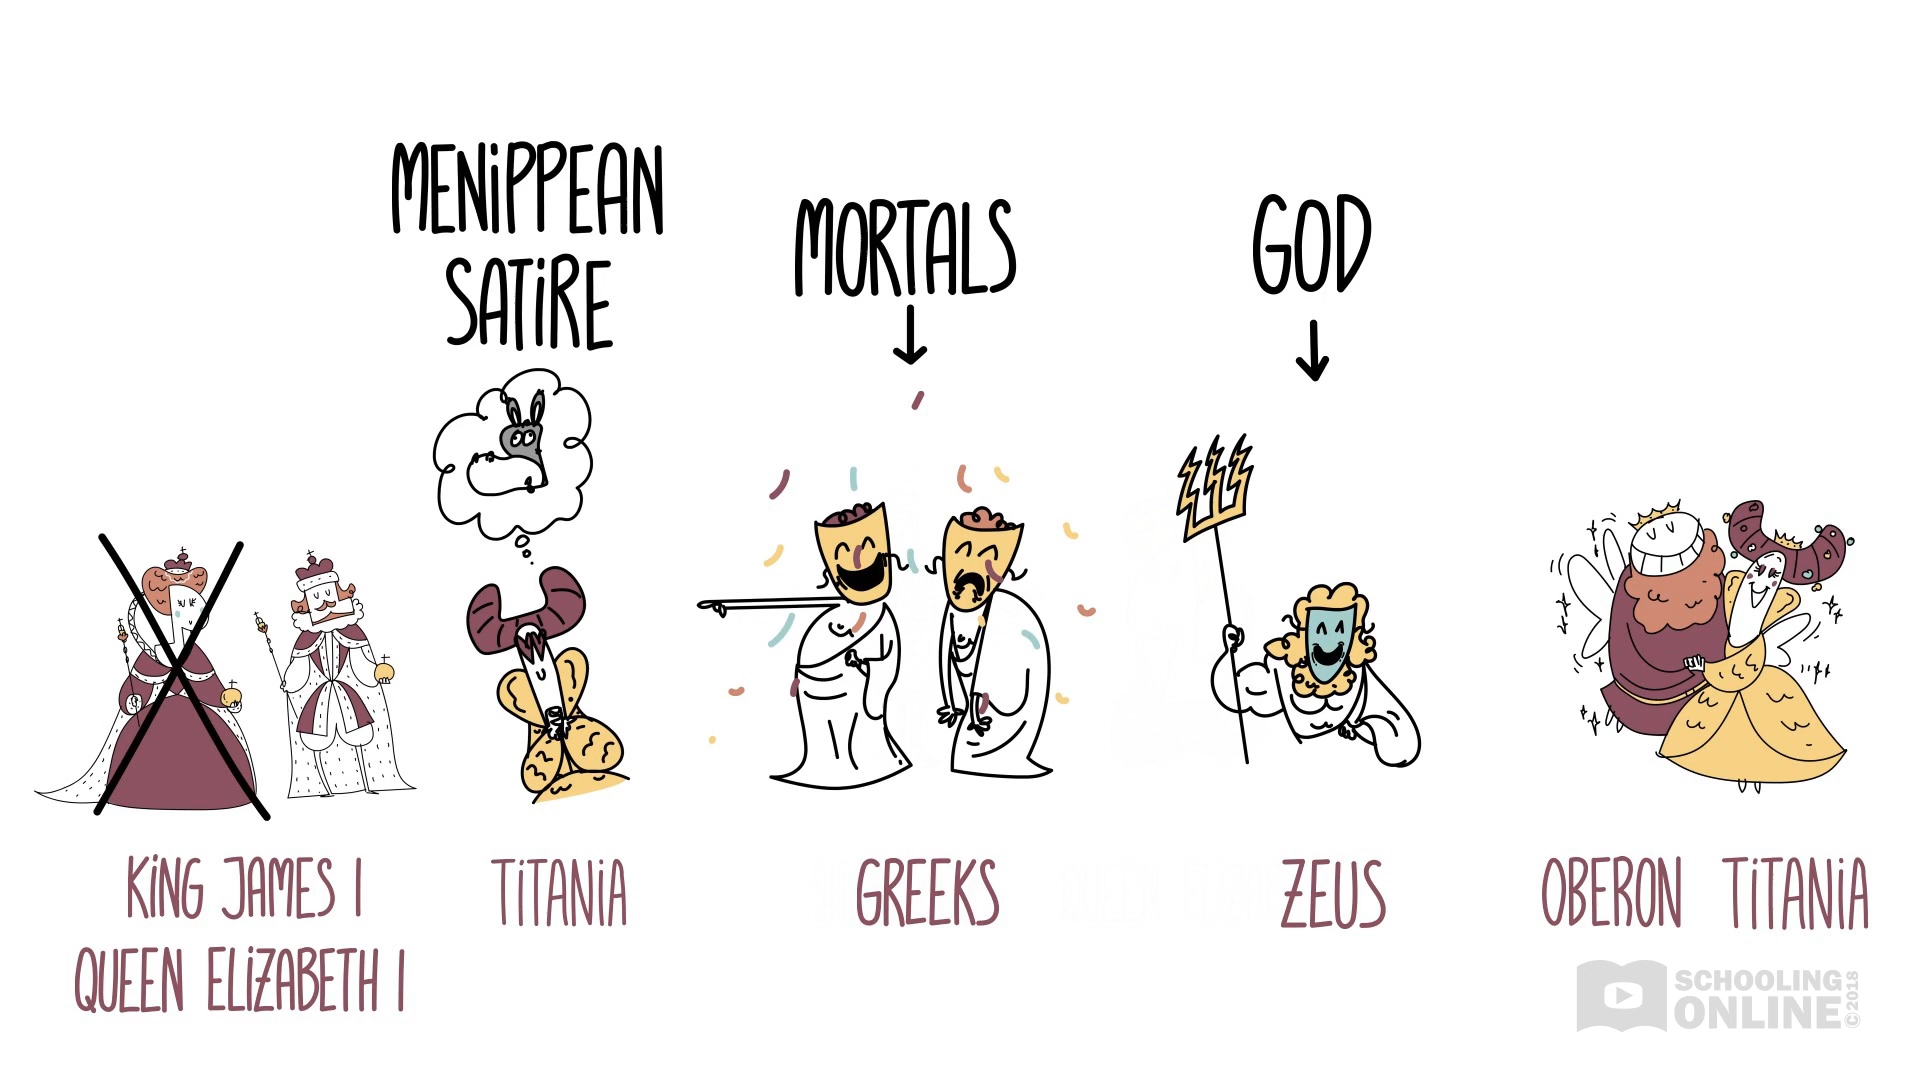 MENIPPEAN
SATIRE
MORTALS
GOD
KING JAMES I
QUEEN ELIZABETH I
TITANIA
GREEKS
ZEUS
OBERON TITANIA
SCHOOLING
ONLINE
©2018